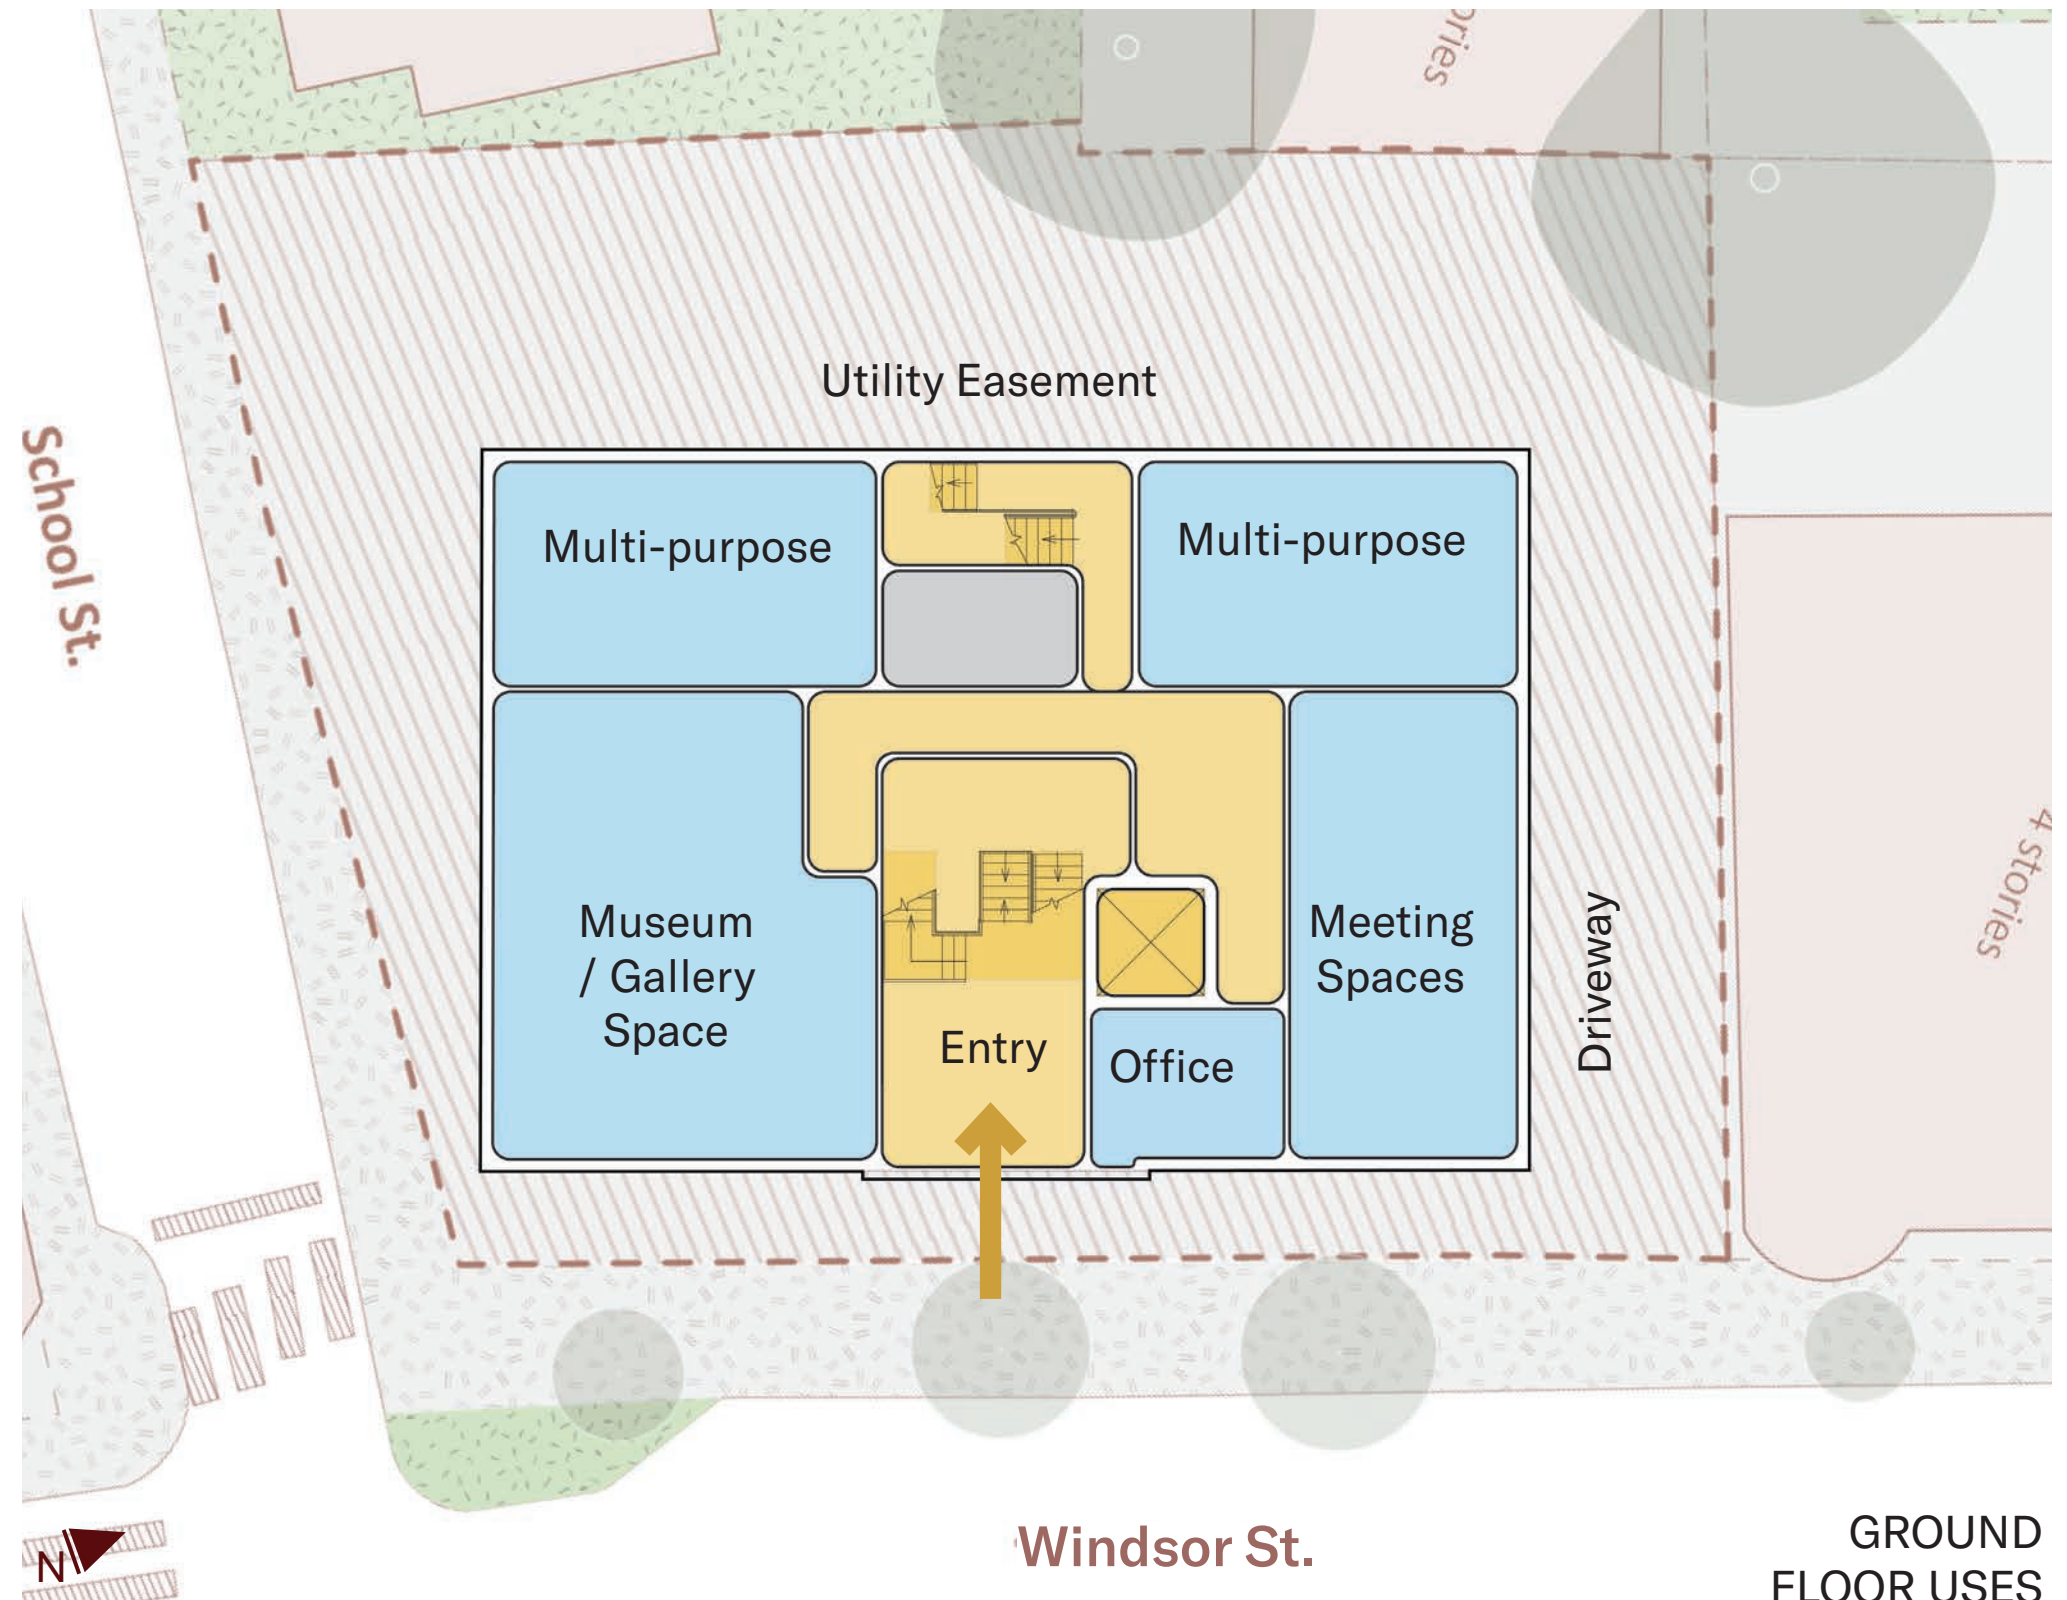 ories
Utility Easement
School St.
Multi-purpose
Multi-purpose
Museum
/ Gallery
Space
Meeting
Spaces
Driveway
4 stories
Entry
Office
Windsor St.
N
GROUND
FLOOR USES